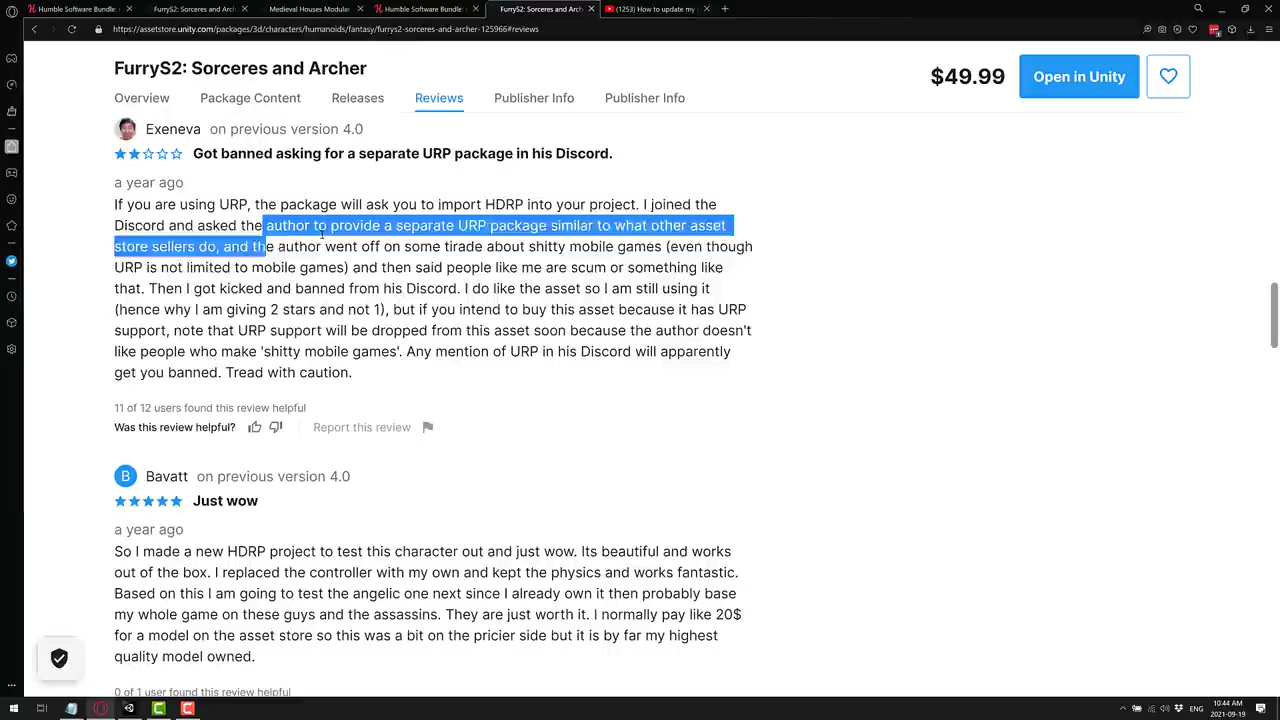 Humble Software Bundle:
FurryS2: Sorceres and Arc
Medieval Houses Modular
Humble Software Bundle:
FurryS2: Sorceres and Arch
(1253) How to update my
https://assetstore.unity.com/packages/3d/characters/humanoids/fantasy/furrys2-sorceres-and-archer-125966#reviews
FurryS2: Sorceres and Archer
$49.99
Open in Unity
Overview
Package Content
Releases
Reviews
Publisher Info
Publisher Info
Exeneva on previous version 4.0
Got banned asking for a separate URP package in his Discord.
a year ago
If you are using URP, the package will ask you to import HDRP into your project. I joined the
Discord and asked the author to provide a separate URP package similar to what other asset
store sellers do, and the author went off on some tirade about shitty mobile games (even though
URP is not limited to mobile games) and then said people like me are scum or something like
that. Then I got kicked and banned from his Discord. I do like the asset so I am still using it
(hence why I am giving 2 stars and not 1), but if you intend to buy this asset because it has URP
support, note that URP support will be dropped from this asset soon because the author doesn't
like people who make 'shitty mobile games'. Any mention of URP in his Discord will apparently
get you banned. Tread with caution.
11 of 12 users found this review helpful
Was this review helpful?
Report this review
B
Bavatt on previous version 4.0
Just wow
a year ago
So I made a new HDRP project to test this character out and just wow. Its beautiful and works
out of the box. I replaced the controller with my own and kept the physics and works fantastic.
Based on this I am going to test the angelic one next since I already own it then probably base
my whole game on these guys and the assassins. They are just worth it. I normally pay like 20$
for a model on the asset store so this was a bit on the pricier side but it is by far my highest
quality model owned.
0 of 1 user found this review helpful
ENG
10:44 AM
2021-09-19